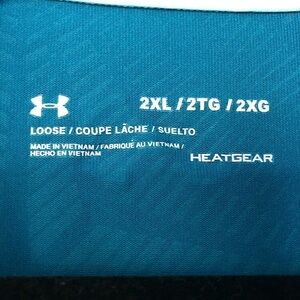 2XL / 2TG / 2XG
LOOSE / COUPE LÂCHE / SUELTO
MADE IN VIETNAM / FABRIQUÉ AU VIETNAM /
HECHO EN VIETNAM
HEATGEAR